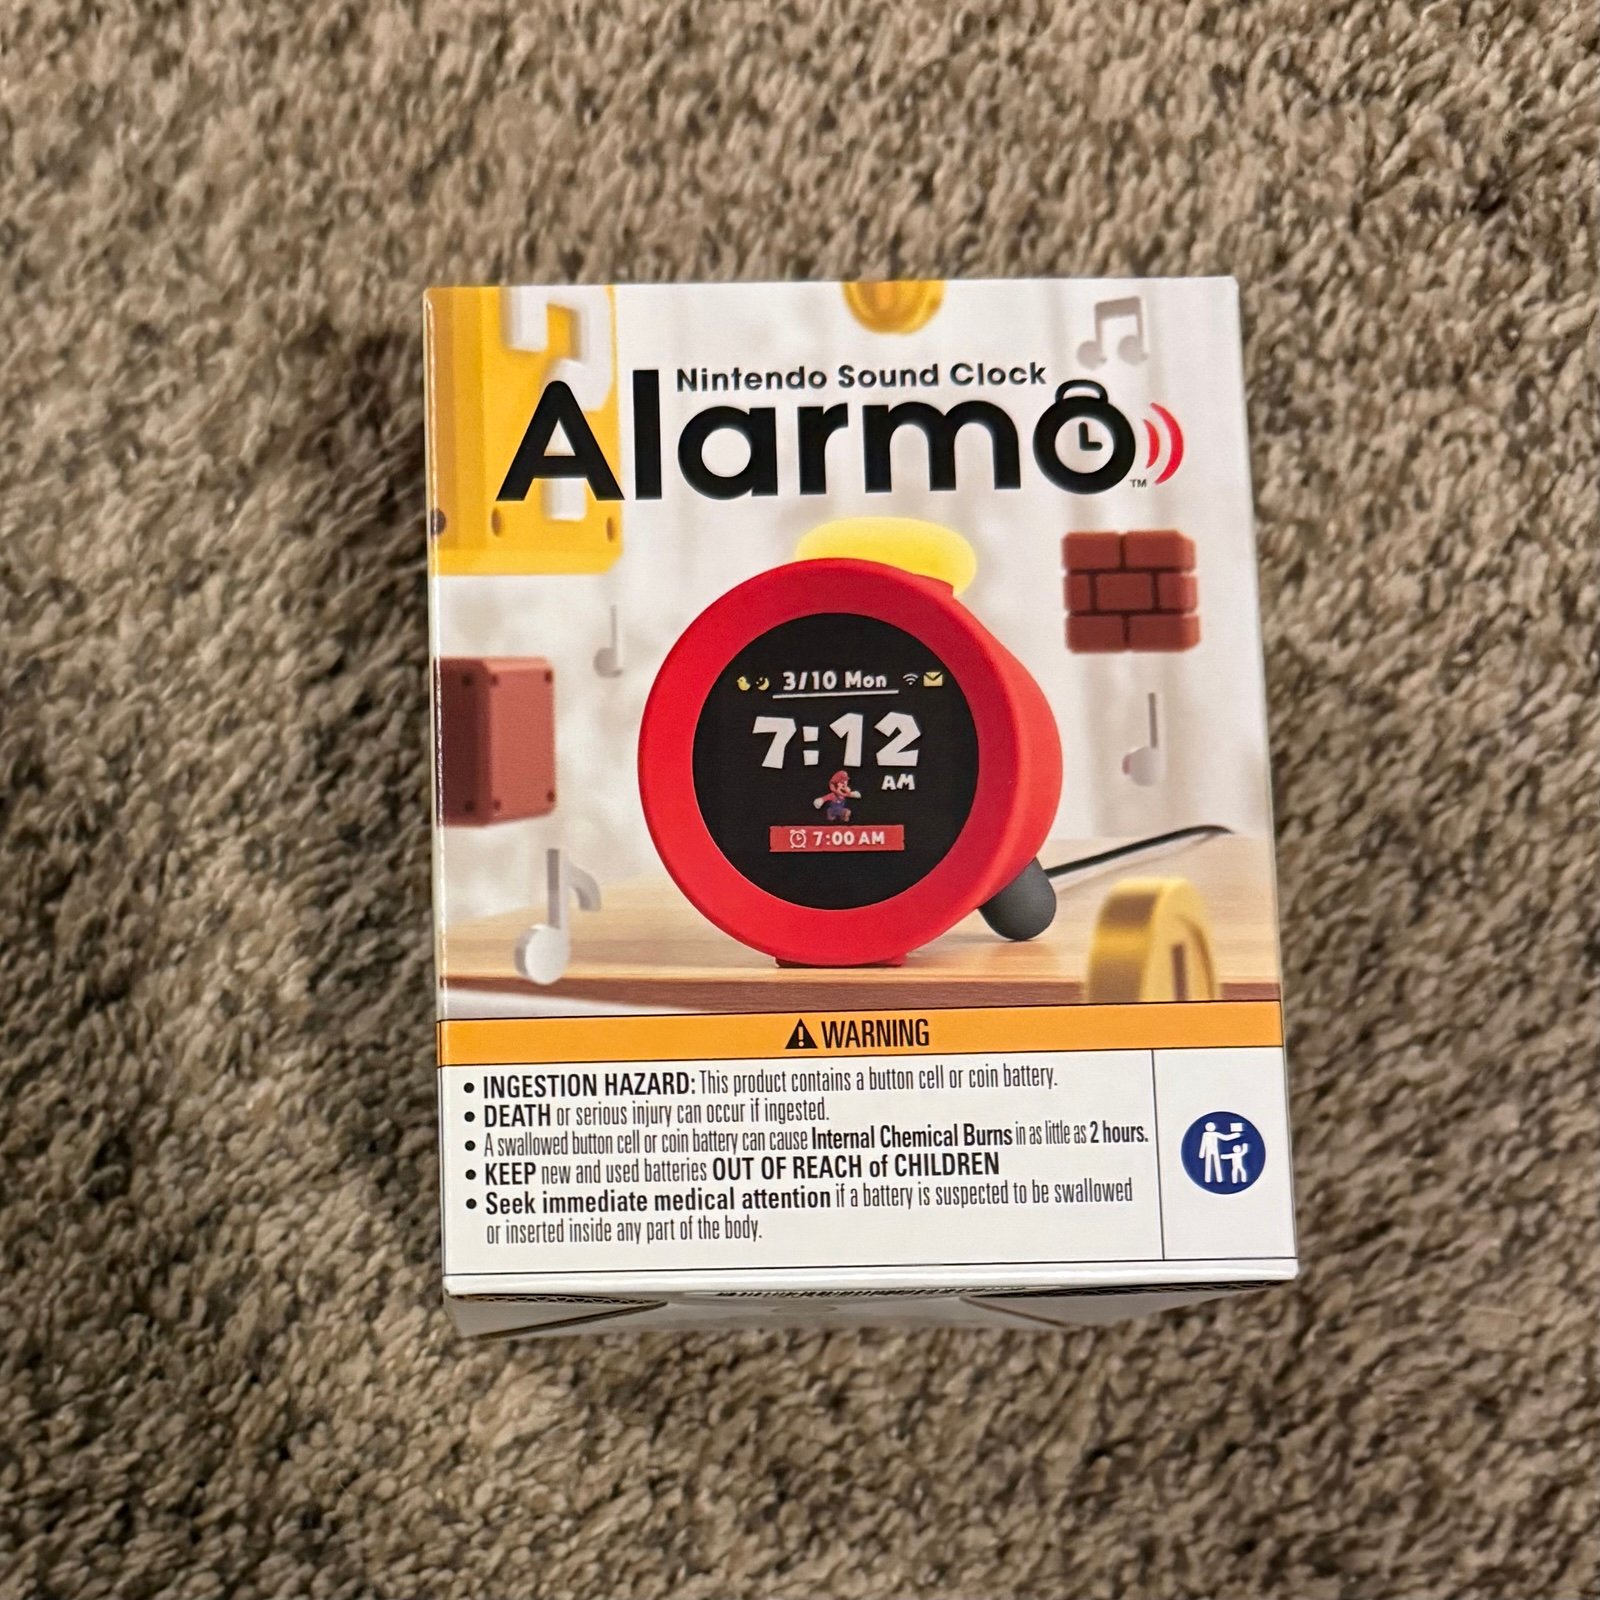 Nintendo Sound Clock
Alarmo
TM
3/10 Mon
7:12
AM
7:00 AM
WARNING
• INGESTION HAZARD: This product contains a button cell or coin battery.
• DEATH or serious injury can occur if ingested.
• A swallowed button cell or coin battery can cause Internal Chemical Burns in as little as 2 hours.
• KEEP new and used batteries OUT OF REACH of CHILDREN
• Seek immediate medical attention if a battery is suspected to be swallowed
or inserted inside any part of the body.